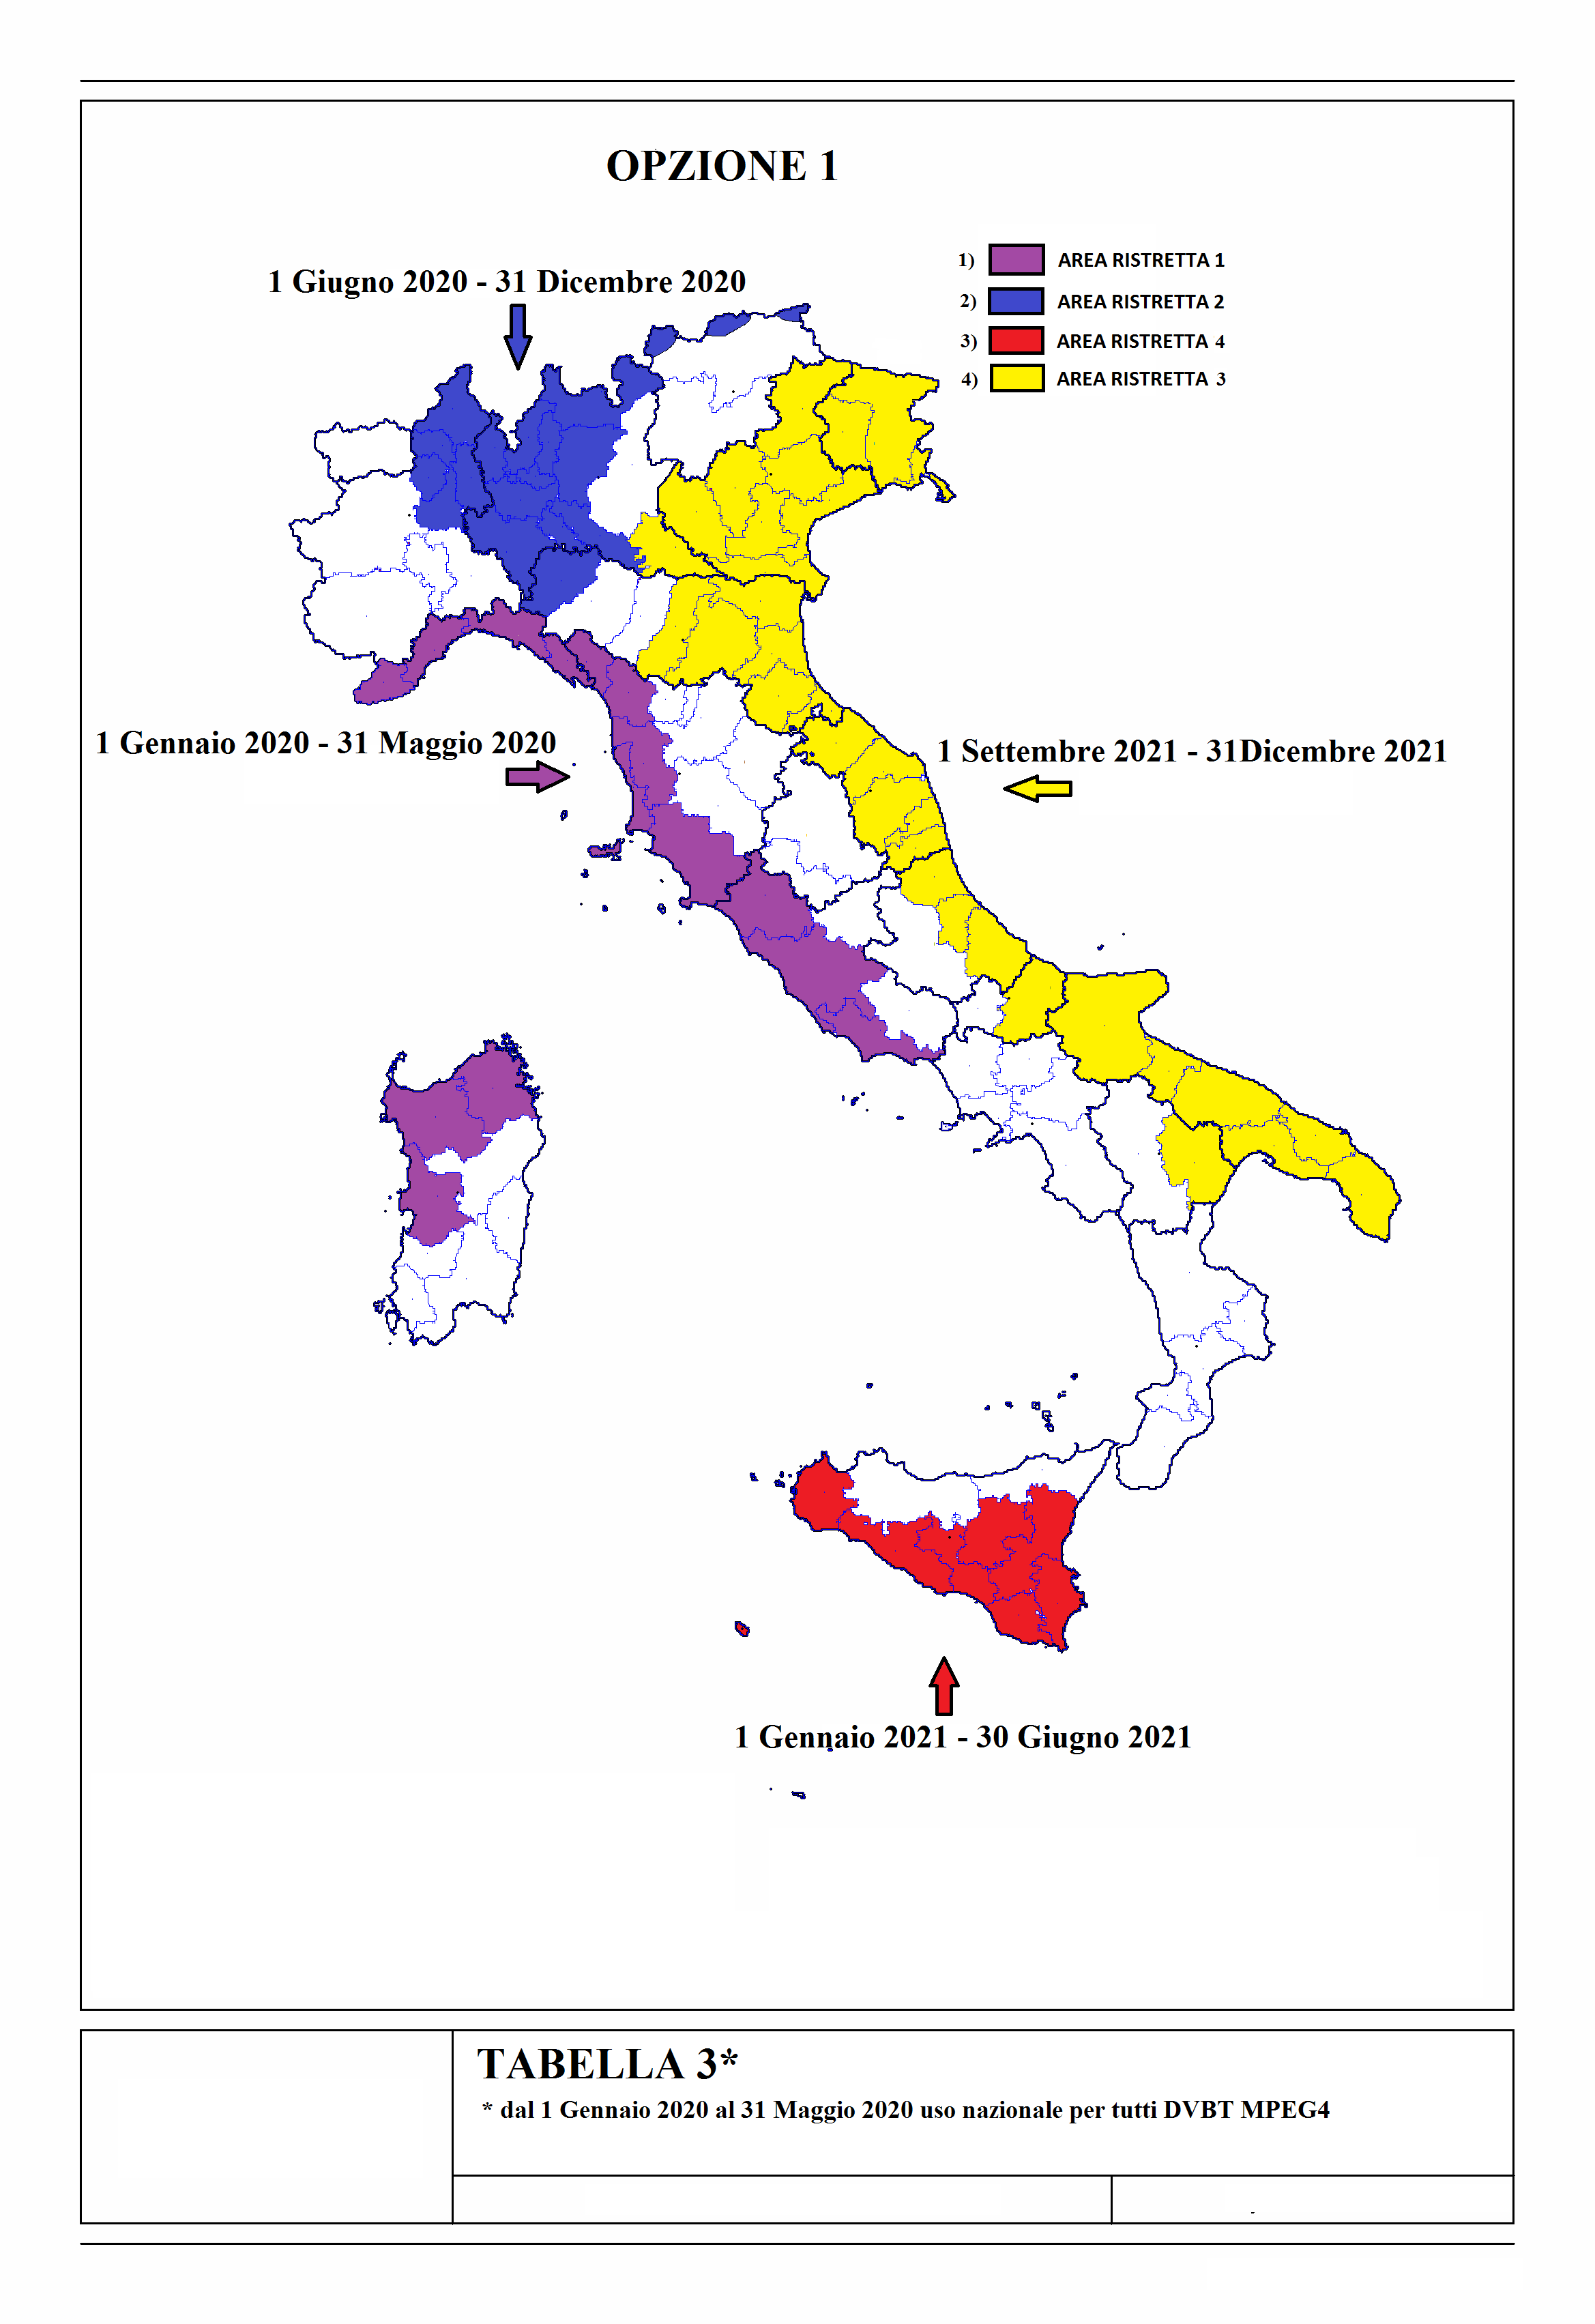 OPZIONE 1
1) AREA RISTRETTA 1
2) AREA RISTRETTA 2
3) AREA RISTRETTA 4
4) AREA RISTRETTA 3
1 Giugno 2020 - 31 Dicembre 2020
1 Gennaio 2020 - 31 Maggio 2020
1 Settembre 2021 - 31Dicembre 2021
1 Gennaio 2021 - 30 Giugno 2021
TABELLA 3*
* dal 1 Gennaio 2020 al 31 Maggio 2020 uso nazionale per tutti DVBT MPEG4
-